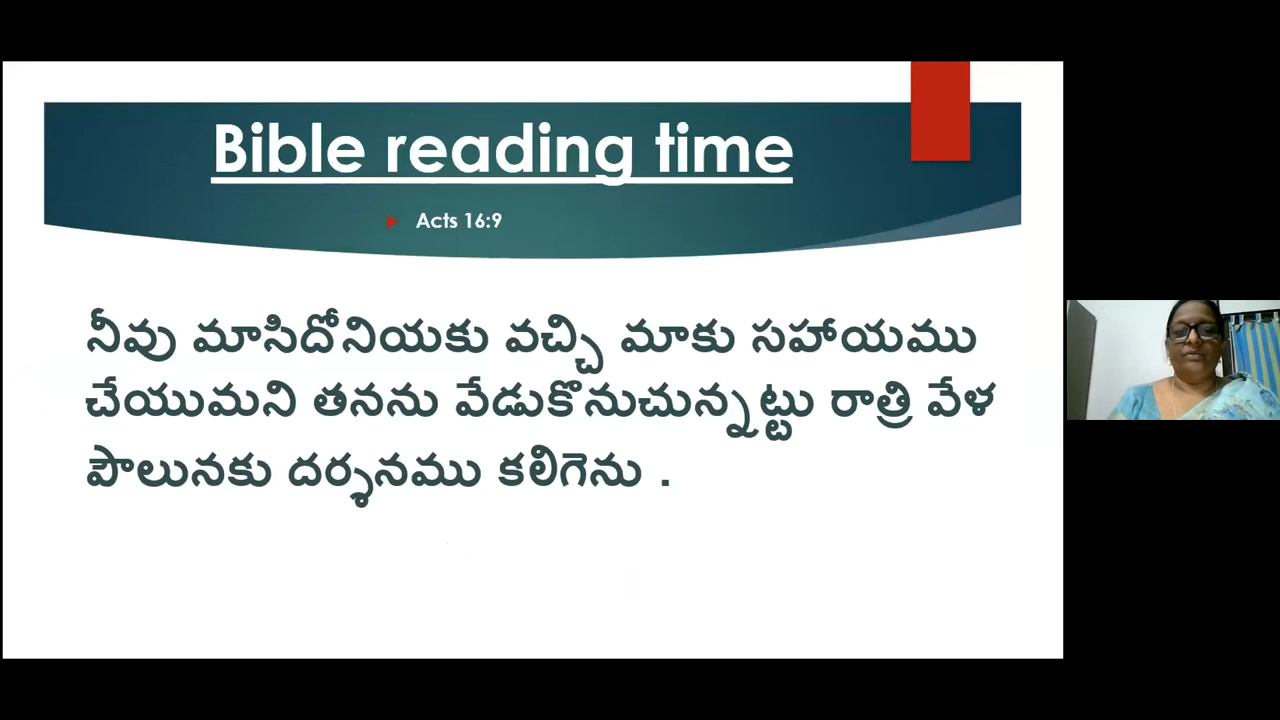 Bible reading time
Acts 16:9
నీవు మాసిదోనియకు వచ్చి మాకు సహాయము
చేయుమని తనను వేడుకొనుచున్నట్టు రాత్రి వేళ
పౌలునకు దర్శనము కలిగెను .